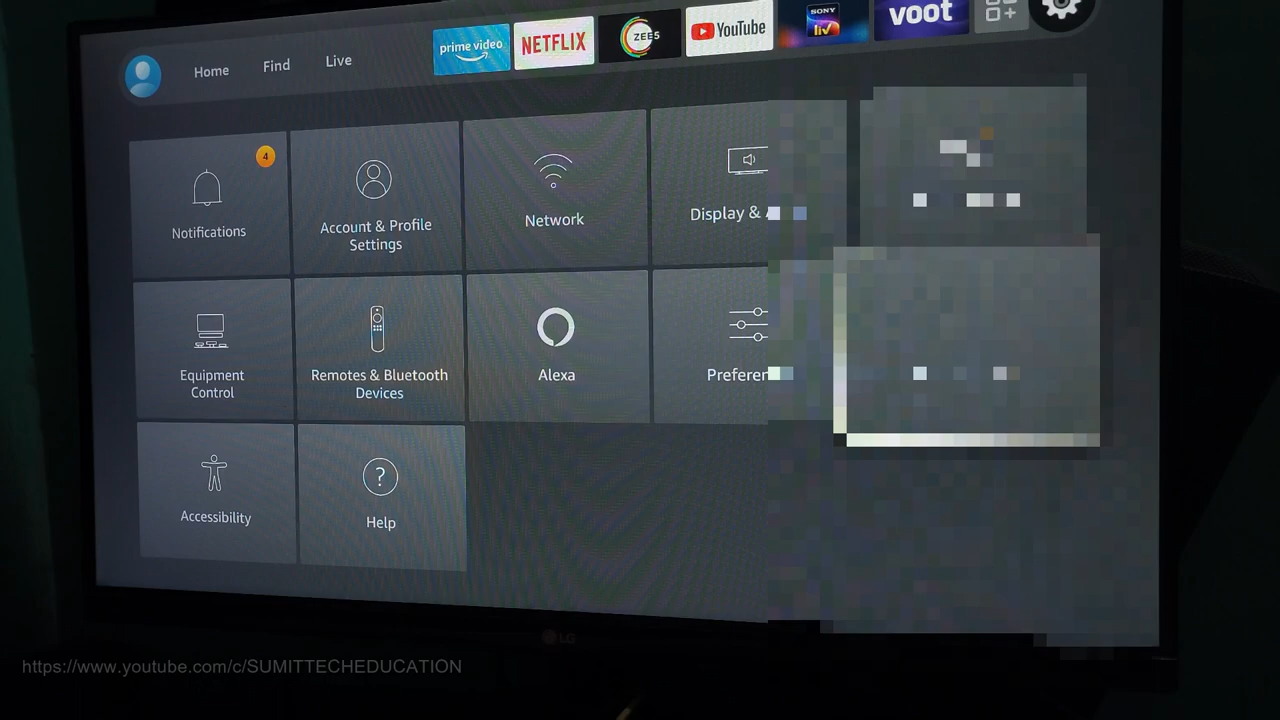 Home Find Live prime video NETFLIX ZEE5 YouTube SONY liv voot
4
Notifications
Account & Profile
Settings
Network
Display &
Equipment
Control
Remotes & Bluetooth
Devices
Alexa
Accessibility
Help
LG
https://www.youtube.com/c/SUMITTECHEDUCATION